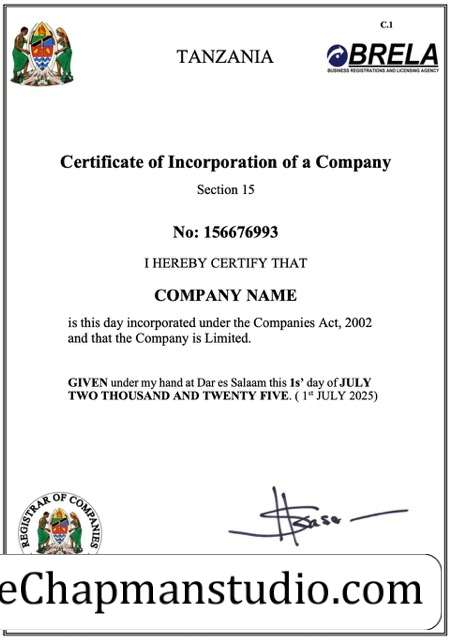 C.1
TANZANIA
BRELA
BUSINESS REGISTRATIONS AND LICENSING AGENCY
Certificate of Incorporation of a Company
Section 15
No: 156676993
I HEREBY CERTIFY THAT
COMPANY NAME
is this day incorporated under the Companies Act, 2002
and that the Company is Limited.
GIVEN under my hand at Dar es Salaam this 1s' day of JULY
TWO THOUSAND AND TWENTY FIVE. ( 1st JULY 2025)
REGISTRAR OF COMPANIES
eChapmanstudio.com